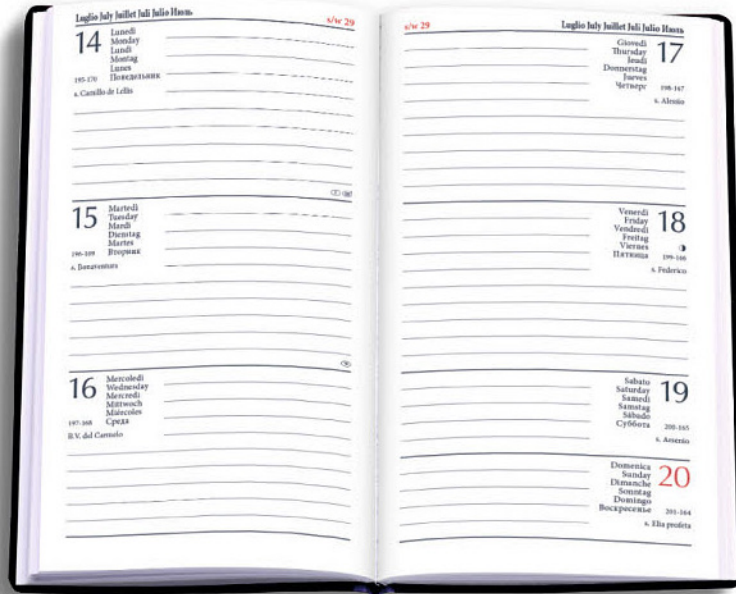 Luglio July Juillet Juli Julio Июль
s/w 29
14
Lunedì
Monday
Lundi
Montag
Lunes
Понедельник
195-170
s. Camillo de Lellis
15
Martedì
Tuesday
Mardi
Dienstag
Martes
Вторник
196-169
s. Bonaventura
16
Mercoledì
Wednesday
Mercredi
Mittwoch
Miércoles
Среда
197-168
B.V. del Carmelo
s/w 29
Luglio July Juillet Juli Julio Июль
17
Giovedì
Thursday
Jeudi
Donnerstag
Jueves
Четверг
198-167
s. Alessio
18
Venerdì
Friday
Vendredi
Freitag
Viernes
Пятница
199-166
s. Federico
19
Sabato
Saturday
Samedi
Samstag
Sábado
Суббота
200-165
s. Arsenio
20
Domenica
Sunday
Dimanche
Sonntag
Domingo
Воскресенье
201-164
s. Elia profeta